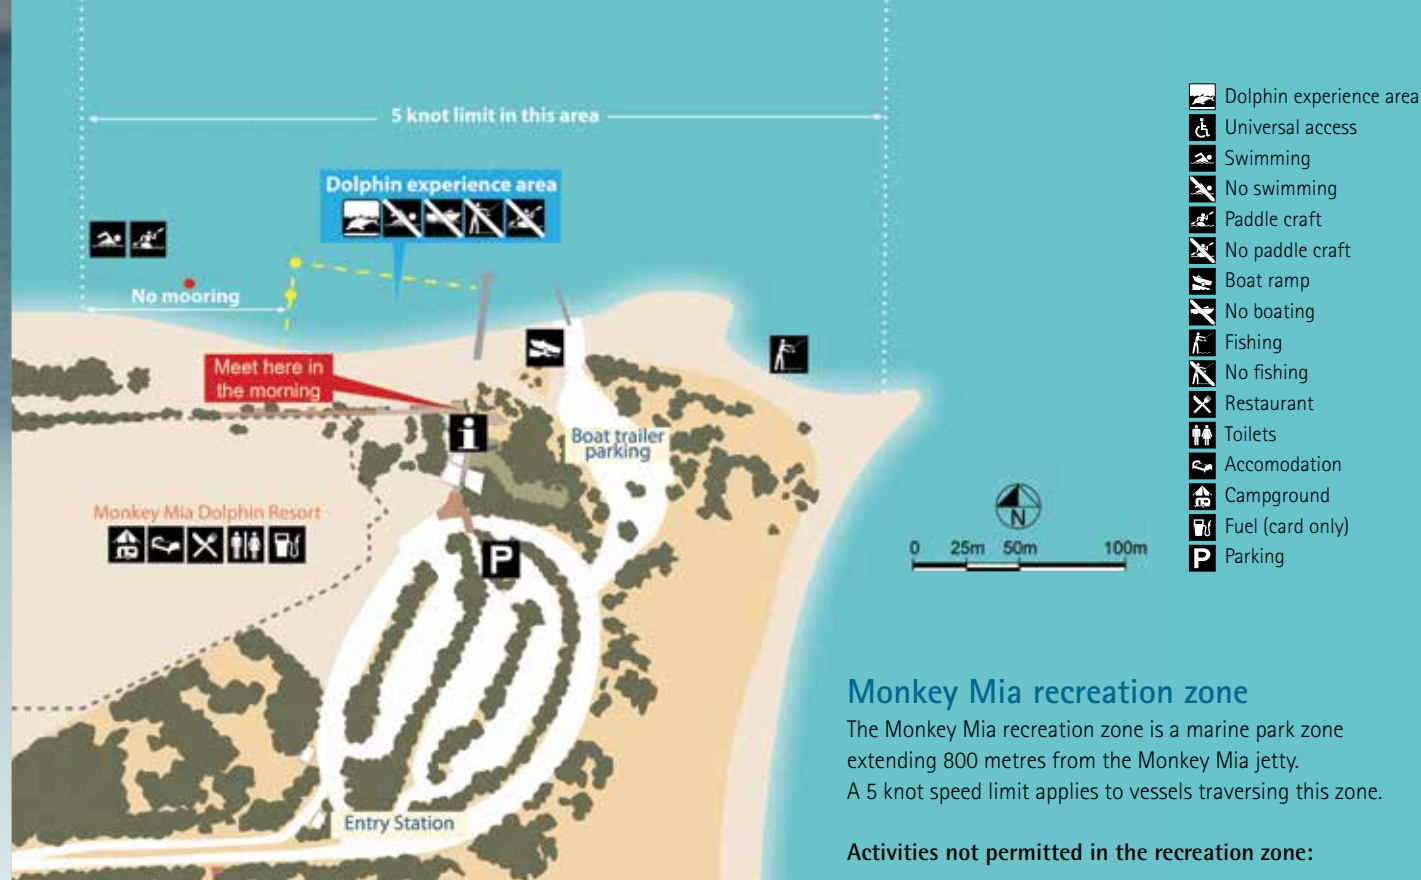 5 knot limit in this area
Dolphin experience area
No mooring
Meet here in
the morning
i
Boat trailer
parking
Monkey Mia Dolphin Resort
P
Entry Station
N
0 25m 50m 100m
Dolphin experience area
Universal access
Swimming
No swimming
Paddle craft
No paddle craft
Boat ramp
No boating
Fishing
No fishing
Restaurant
Toilets
Accomodation
Campground
Fuel (card only)
P Parking
Monkey Mia recreation zone
The Monkey Mia recreation zone is a marine park zone
extending 800 metres from the Monkey Mia jetty.
A 5 knot speed limit applies to vessels traversing this zone.
Activities not permitted in the recreation zone: